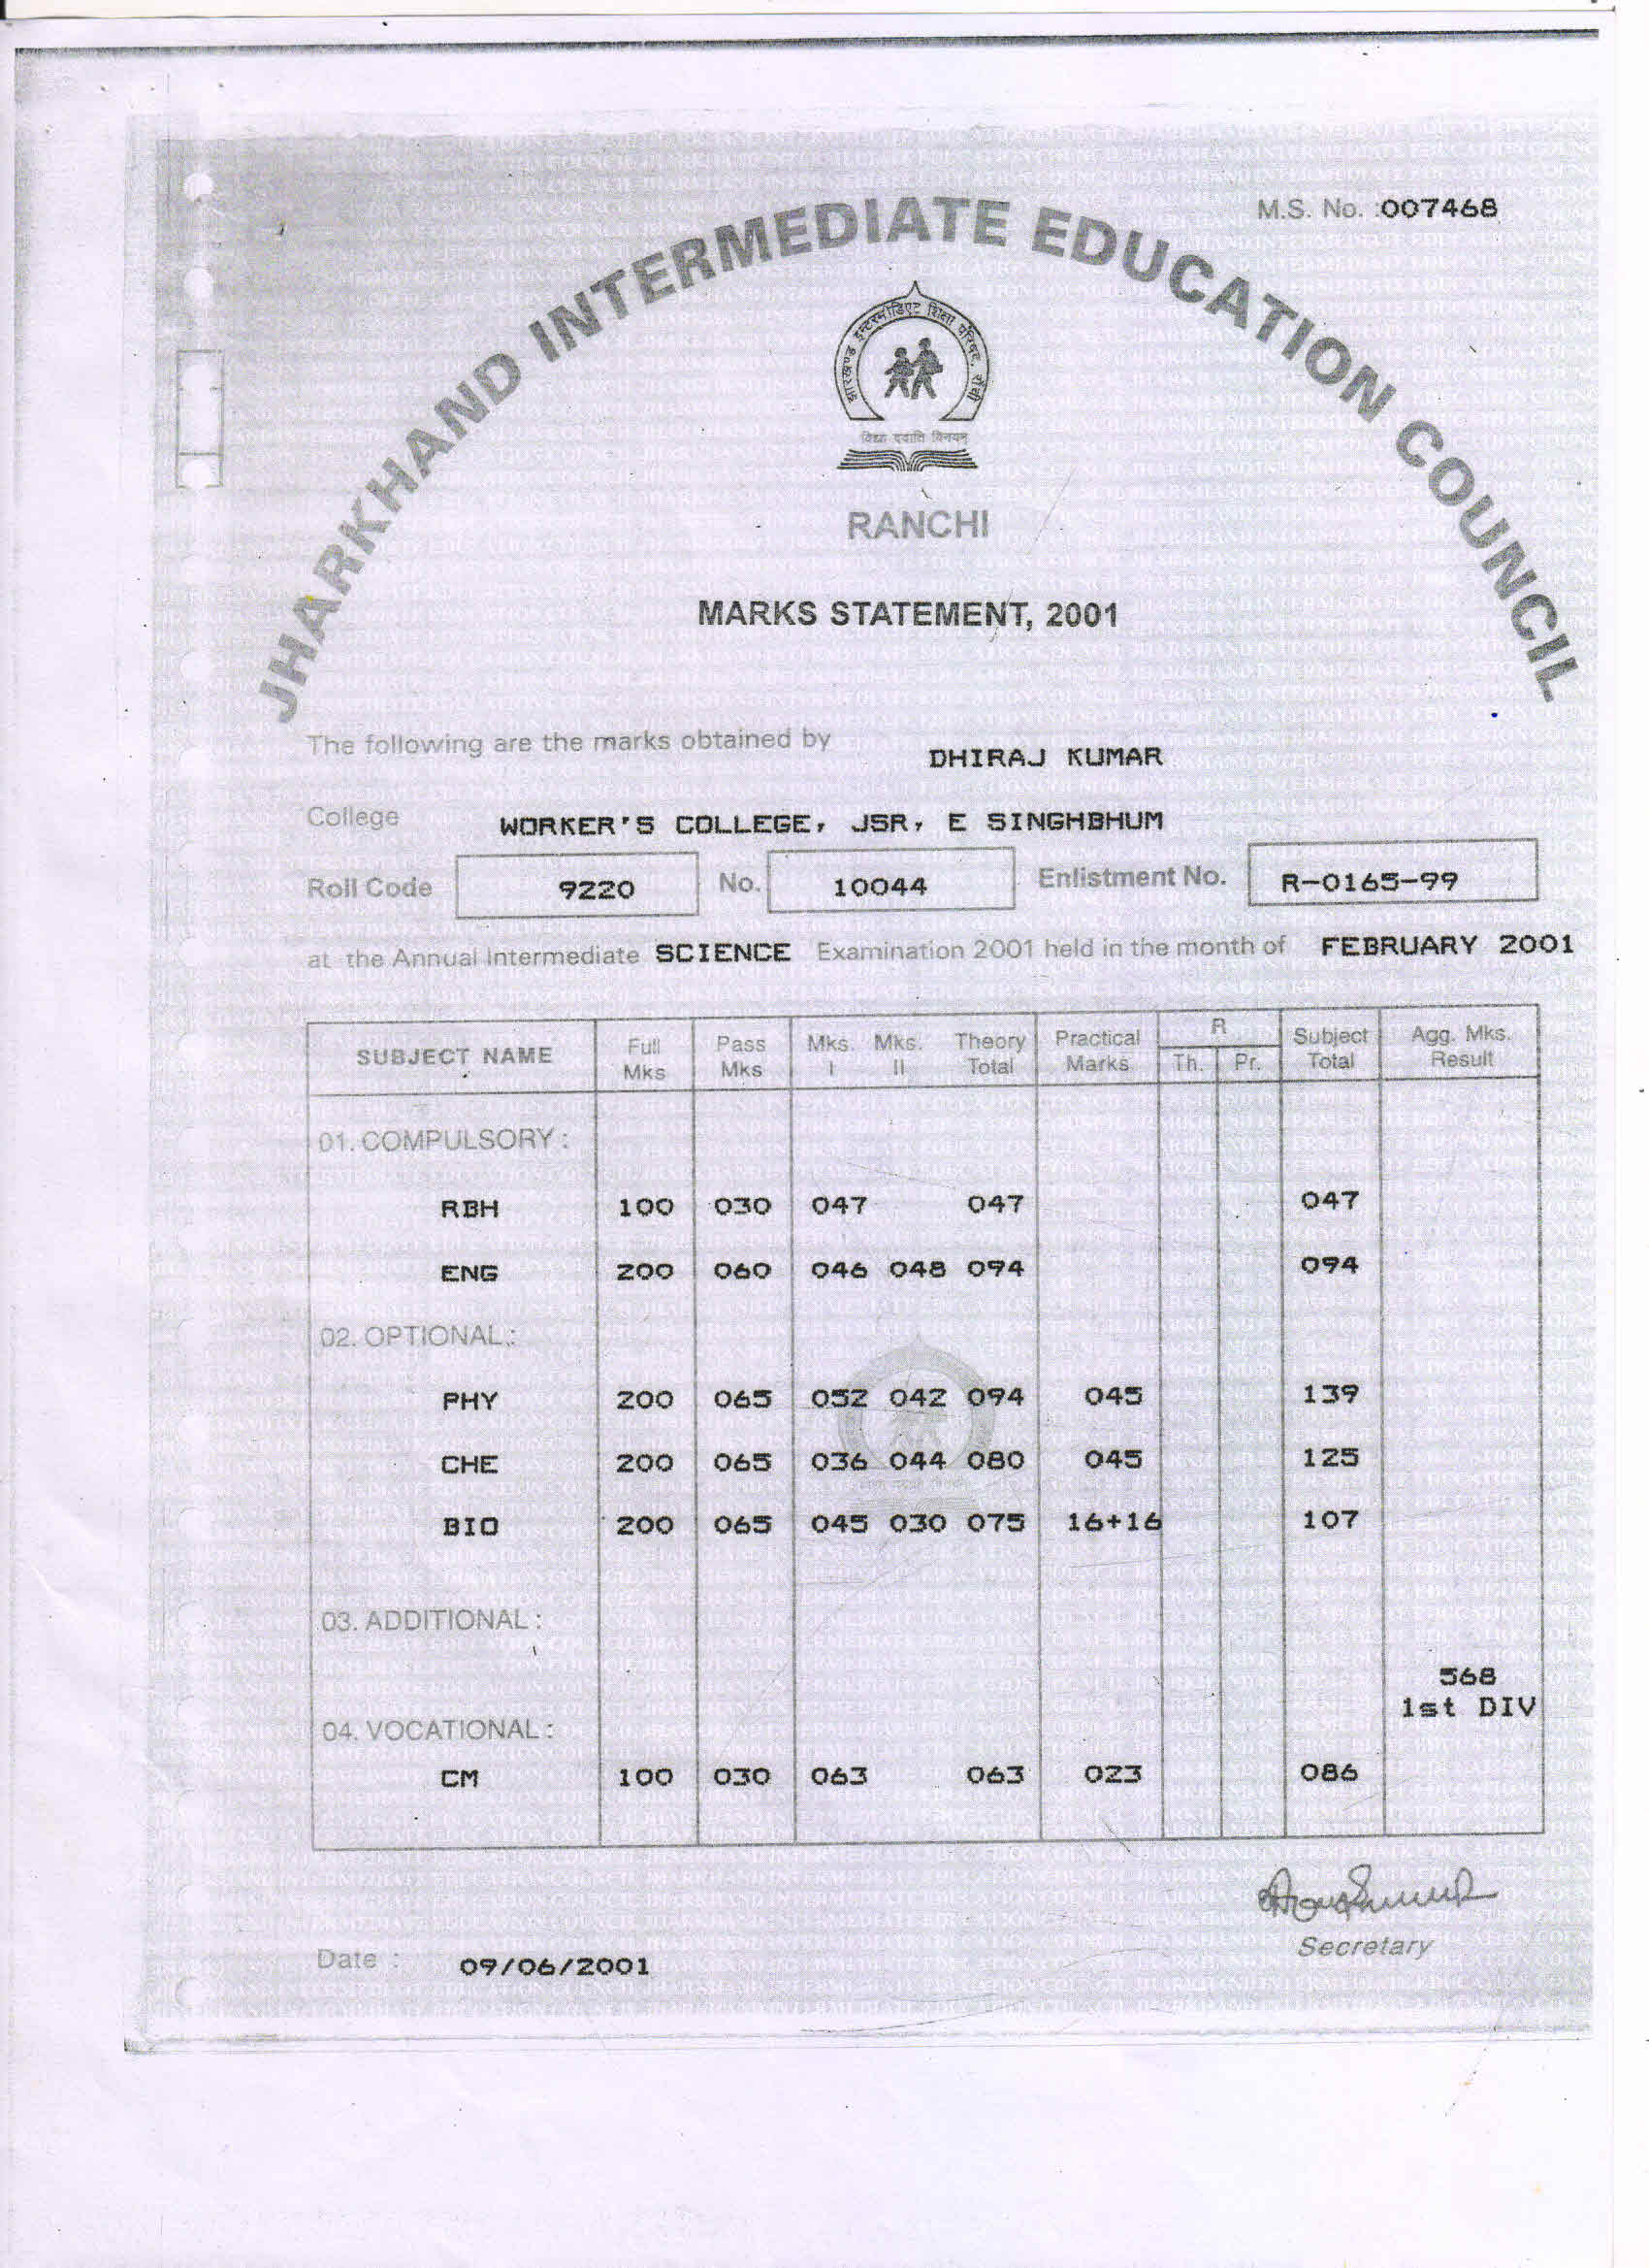 M.S. No. :007468
JHARKHAND INTERMEDIATE EDUCATION COUNCIL
झारखण्ड इन्टरमीडिएट शिक्षा परिषद, राँची
विद्या ददाति विनयम्
RANCHI
MARKS STATEMENT, 2001
The following are the marks obtained by DHIRAJ KUMAR
College WORKER'S COLLEGE, JSR, E SINGHBHUM
Roll Code 9220 No. 10044 Enlistment No. R-0165-99
at the Annual Intermediate SCIENCE Examination 2001 held in the month of FEBRUARY 2001
SUBJECT NAME Full Mks Pass Mks Mks. I Mks. II Theory Total Practical Marks R Th. Pr. Subject Total Agg. Mks. Result
01. COMPULSORY :
RBH 100 030 047 047 047
ENG 200 060 046 048 094 094
02. OPTIONAL :
PHY 200 065 052 042 094 045 139
CHE 200 065 036 044 080 045 125
BIO 200 065 045 030 075 16+16 107
03. ADDITIONAL :
568
1st DIV
04. VOCATIONAL :
CM 100 030 063 063 023 086
Secretary
Date : 09/06/2001